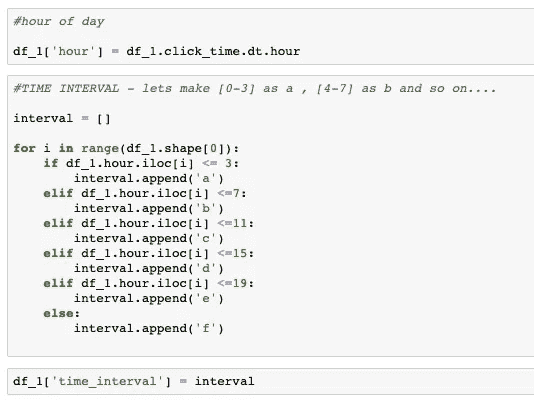 #hour of day
df_1['hour'] = df_1.click_time.dt.hour
#TIME INTERVAL - lets make [0-3] as a , [4-7] as b and so on....
interval = []
for i in range(df_1.shape[0]):
    if df_1.hour.iloc[i] <= 3:
        interval.append('a')
    elif df_1.hour.iloc[i] <=7:
        interval.append('b')
    elif df_1.hour.iloc[i] <=11:
        interval.append('c')
    elif df_1.hour.iloc[i] <=15:
        interval.append('d')
    elif df_1.hour.iloc[i] <=19:
        interval.append('e')
    else:
        interval.append('f')
df_1['time_interval'] = interval